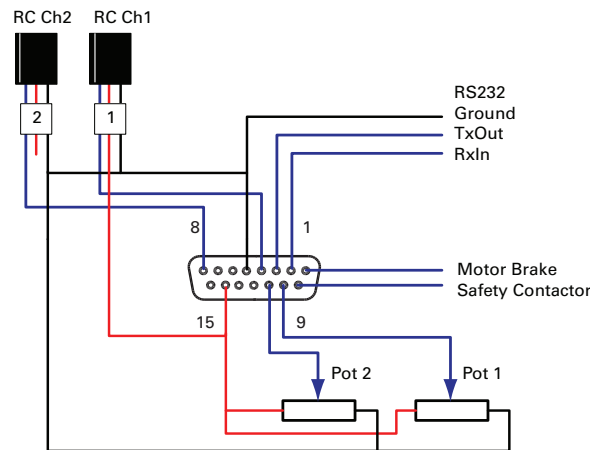 RC Ch2 RC Ch1
2 1
RS232
Ground
TxOut
RxIn
8 1
Motor Brake
Safety Contactor
15 9
Pot 2 Pot 1